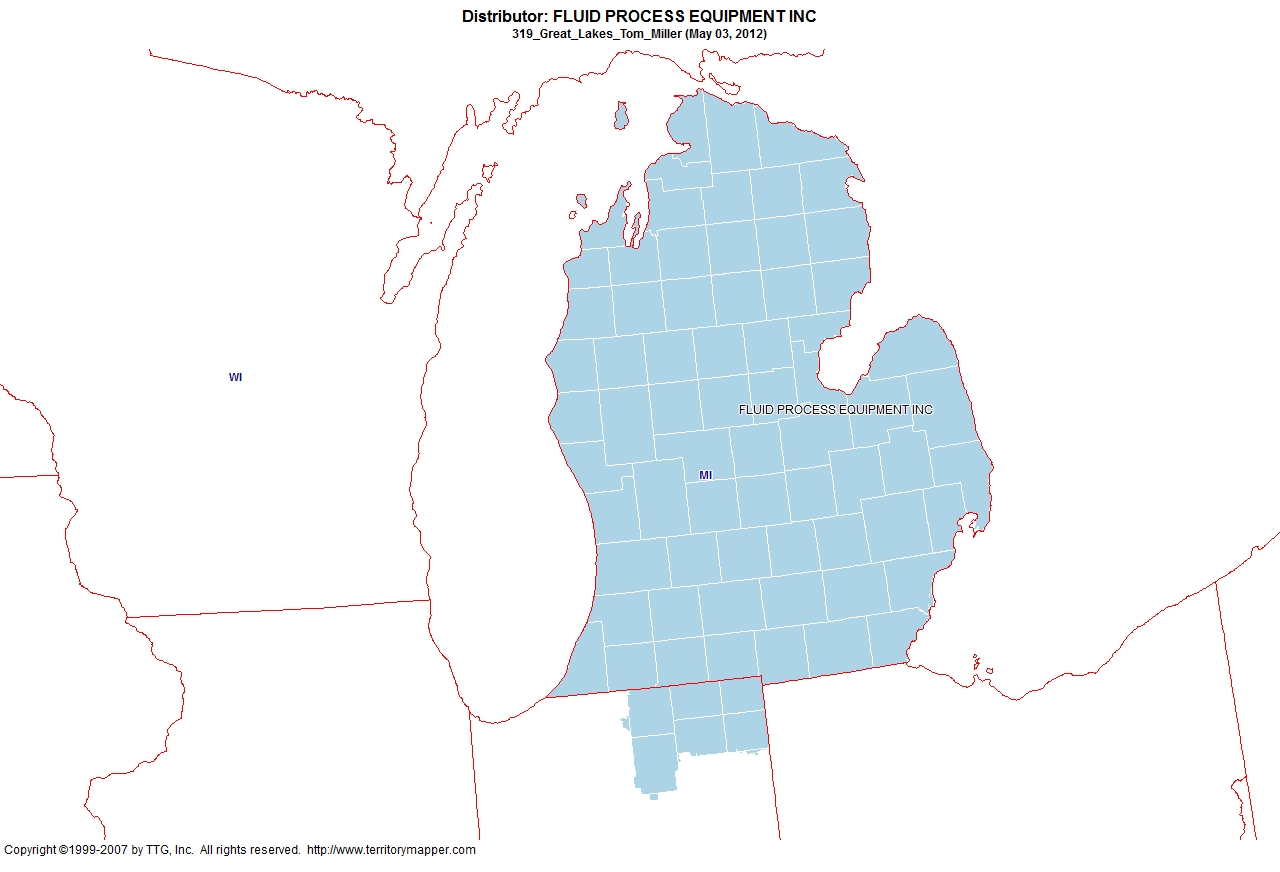 Distributor: FLUID PROCESS EQUIPMENT INC
319_Great_Lakes_Tom_Miller (May 03, 2012)
WI
FLUID PROCESS EQUIPMENT INC
MI
Copyright ©1999-2007 by TTG, Inc. All rights reserved. http://www.territorymapper.com